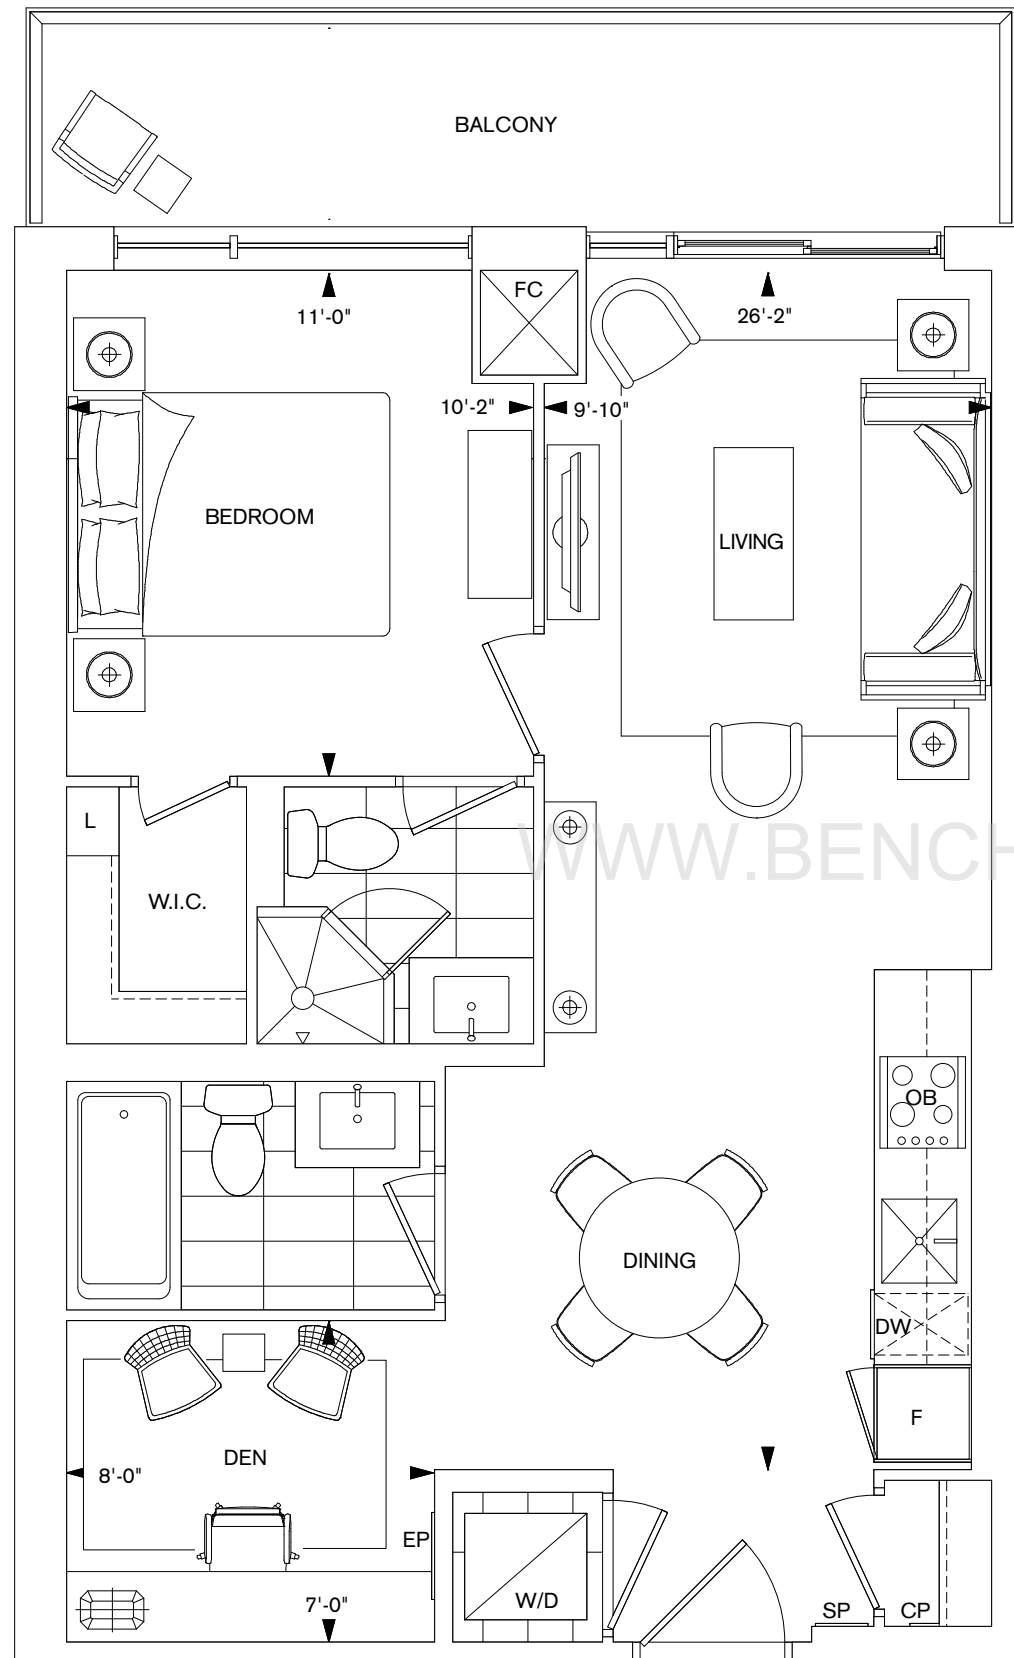 BALCONY
FC
11'-0"
26'-2"
10'-2"
9'-10"
BEDROOM
LIVING
L
WWW.BENCH
W.I.C.
OB
DINING
DW
F
DEN
8'-0"
EP
W/D
7'-0"
SP
CP